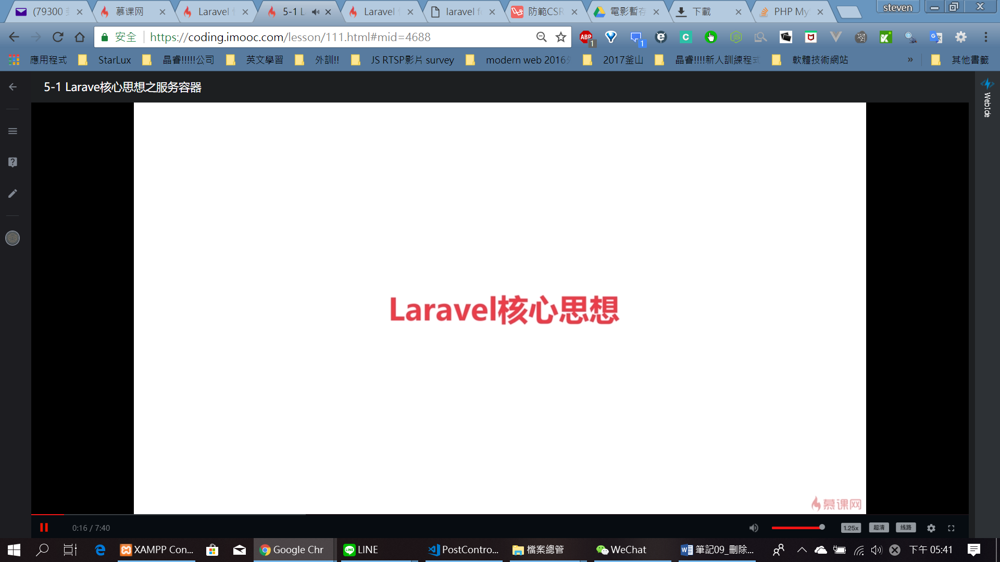 (79300
慕课网
Laravel
5-1 L
Laravel
laravel f
防範CSR
電影暫存
下載
PHP My
steven
安全
https://coding.imooc.com/lesson/111.html#mid=4688
ABP
1
1
應用程式
StarLux
晶睿!!!!!公司
英文學習
外訓!!
JS RTSP影片 survey
modern web 2016
2017釜山
晶睿!!!!新人訓練程式
軟體技術網站
»
其他書籤
5-1 Larave核心思想之服务容器
WebIde
Laravel核心思想
慕课网
0:16 / 7:40
1.25x
超清
线路
XAMPP Con...
Google Chr
LINE
PostContro...
檔案總管
WeChat
筆記09_刪除...
下午 05:41